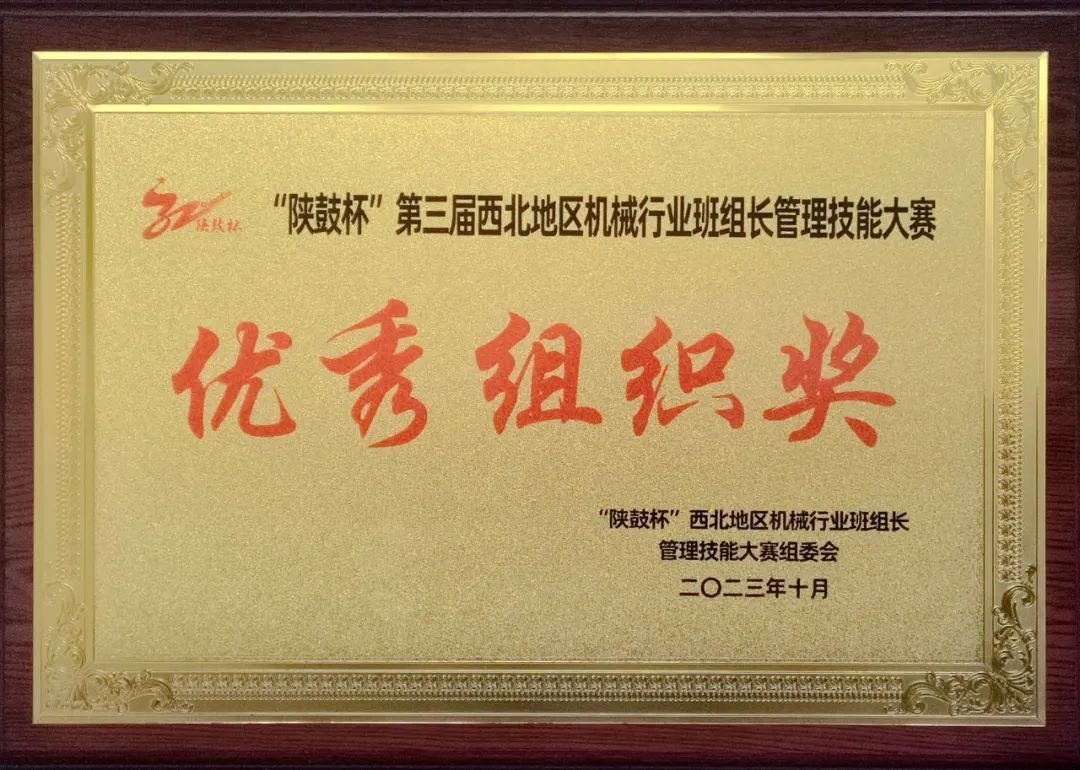 陕鼓杯
“陕鼓杯”第三届西北地区机械行业班组长管理技能大赛
优秀组织奖
“陕鼓杯”西北地区机械行业班组长
管理技能大赛组委会
二〇二三年十月